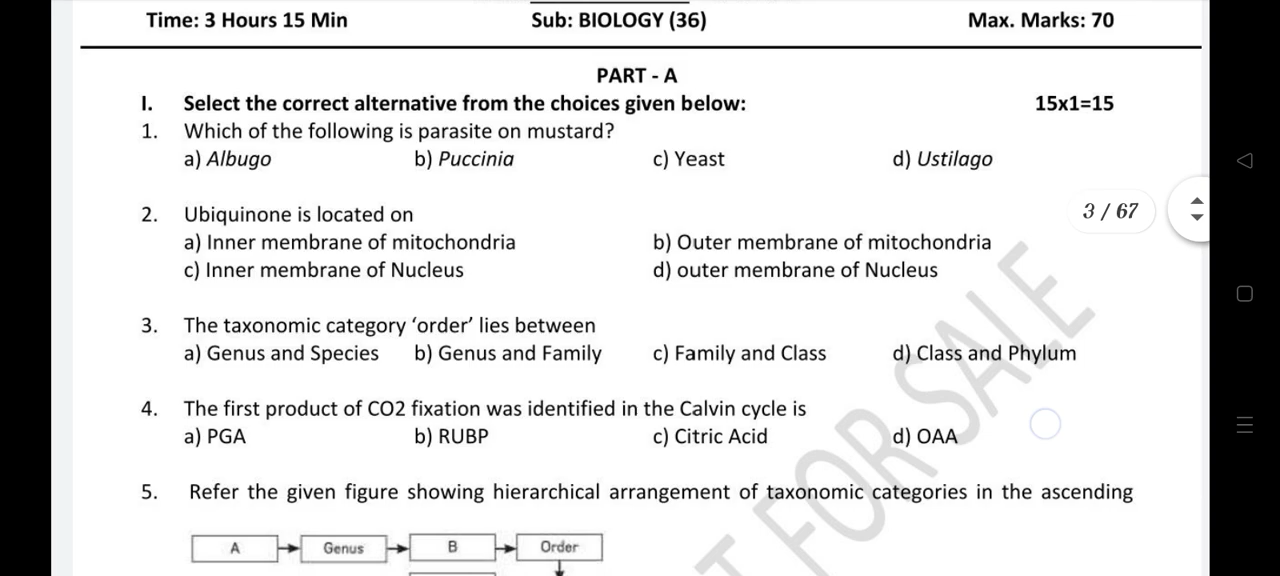 Time: 3 Hours 15 Min Sub: BIOLOGY (36) Max. Marks: 70
PART - A
I. Select the correct alternative from the choices given below: 15x1=15
1. Which of the following is parasite on mustard?
a) Albugo b) Puccinia c) Yeast d) Ustilago
2. Ubiquinone is located on
3 / 67
a) Inner membrane of mitochondria b) Outer membrane of mitochondria
c) Inner membrane of Nucleus d) outer membrane of Nucleus
3. The taxonomic category ‘order’ lies between
a) Genus and Species b) Genus and Family c) Family and Class d) Class and Phylum
4. The first product of CO2 fixation was identified in the Calvin cycle is
a) PGA b) RUBP c) Citric Acid d) OAA
5. Refer the given figure showing hierarchical arrangement of taxonomic categories in the ascending
A Genus B Order
T FOR SALE